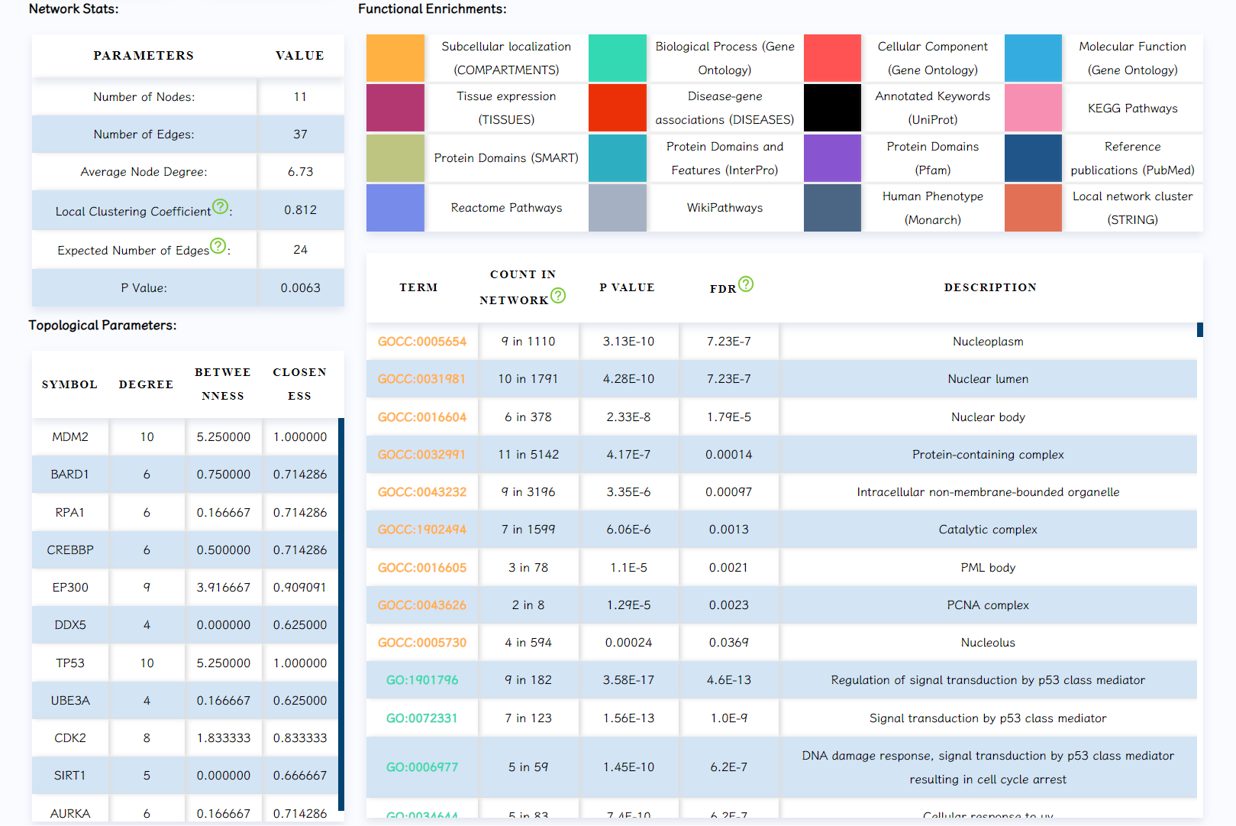 Network Stats:
PARAMETERS VALUE
Number of Nodes: 11
Number of Edges: 37
Average Node Degree: 6.73
Local Clustering Coefficient?: 0.812
Expected Number of Edges?: 24
P Value: 0.0063
Topological Parameters:
SYMBOL DEGREE BETWEE CLOSEN
NNESS ESS
MDM2 10 5.250000 1.000000
BARD1 6 0.750000 0.714286
RPA1 6 0.166667 0.714286
CREBBP 6 0.500000 0.714286
EP300 9 3.916667 0.909091
DDX5 4 0.000000 0.625000
TP53 10 5.250000 1.000000
UBE3A 4 0.166667 0.625000
CDK2 8 1.833333 0.833333
SIRT1 5 0.000000 0.666667
AURKA 6 0.166667 0.714286
Functional Enrichments:
Subcellular localization
(COMPARTMENTS)
Biological Process (Gene
Ontology)
Cellular Component
(Gene Ontology)
Molecular Function
(Gene Ontology)
Tissue expression
(TISSUES)
Disease-gene
associations (DISEASES)
Annotated Keywords
(UniProt)
KEGG Pathways
Protein Domains (SMART)
Protein Domains and
Features (InterPro)
Protein Domains
(Pfam)
Reference
publications (PubMed)
Reactome Pathways
WikiPathways
Human Phenotype
(Monarch)
Local network cluster
(STRING)
TERM COUNT IN NETWORK? P VALUE FDR? DESCRIPTION
GOCC:0005654 9 in 1110 3.13E-10 7.23E-7 Nucleoplasm
GOCC:0031981 10 in 1791 4.28E-10 7.23E-7 Nuclear lumen
GOCC:0016604 6 in 378 2.33E-8 1.79E-5 Nuclear body
GOCC:0032991 11 in 5142 4.17E-7 0.00014 Protein-containing complex
GOCC:0043232 9 in 3196 3.35E-6 0.00097 Intracellular non-membrane-bounded organelle
GOCC:1902494 7 in 1599 6.06E-6 0.0013 Catalytic complex
GOCC:0016605 3 in 78 1.1E-5 0.0021 PML body
GOCC:0043626 2 in 8 1.29E-5 0.0023 PCNA complex
GOCC:0005730 4 in 594 0.00024 0.0369 Nucleolus
GO:1901796 9 in 182 3.58E-17 4.6E-13 Regulation of signal transduction by p53 class mediator
GO:0072331 7 in 123 1.56E-13 1.0E-9 Signal transduction by p53 class mediator
GO:0006977 5 in 59 1.45E-10 6.2E-7 DNA damage response, signal transduction by p53 class mediator
resulting in cell cycle arrest
GO:0034644 5 in 83 7.4E-10 6.2E-7 Cellular response to uv